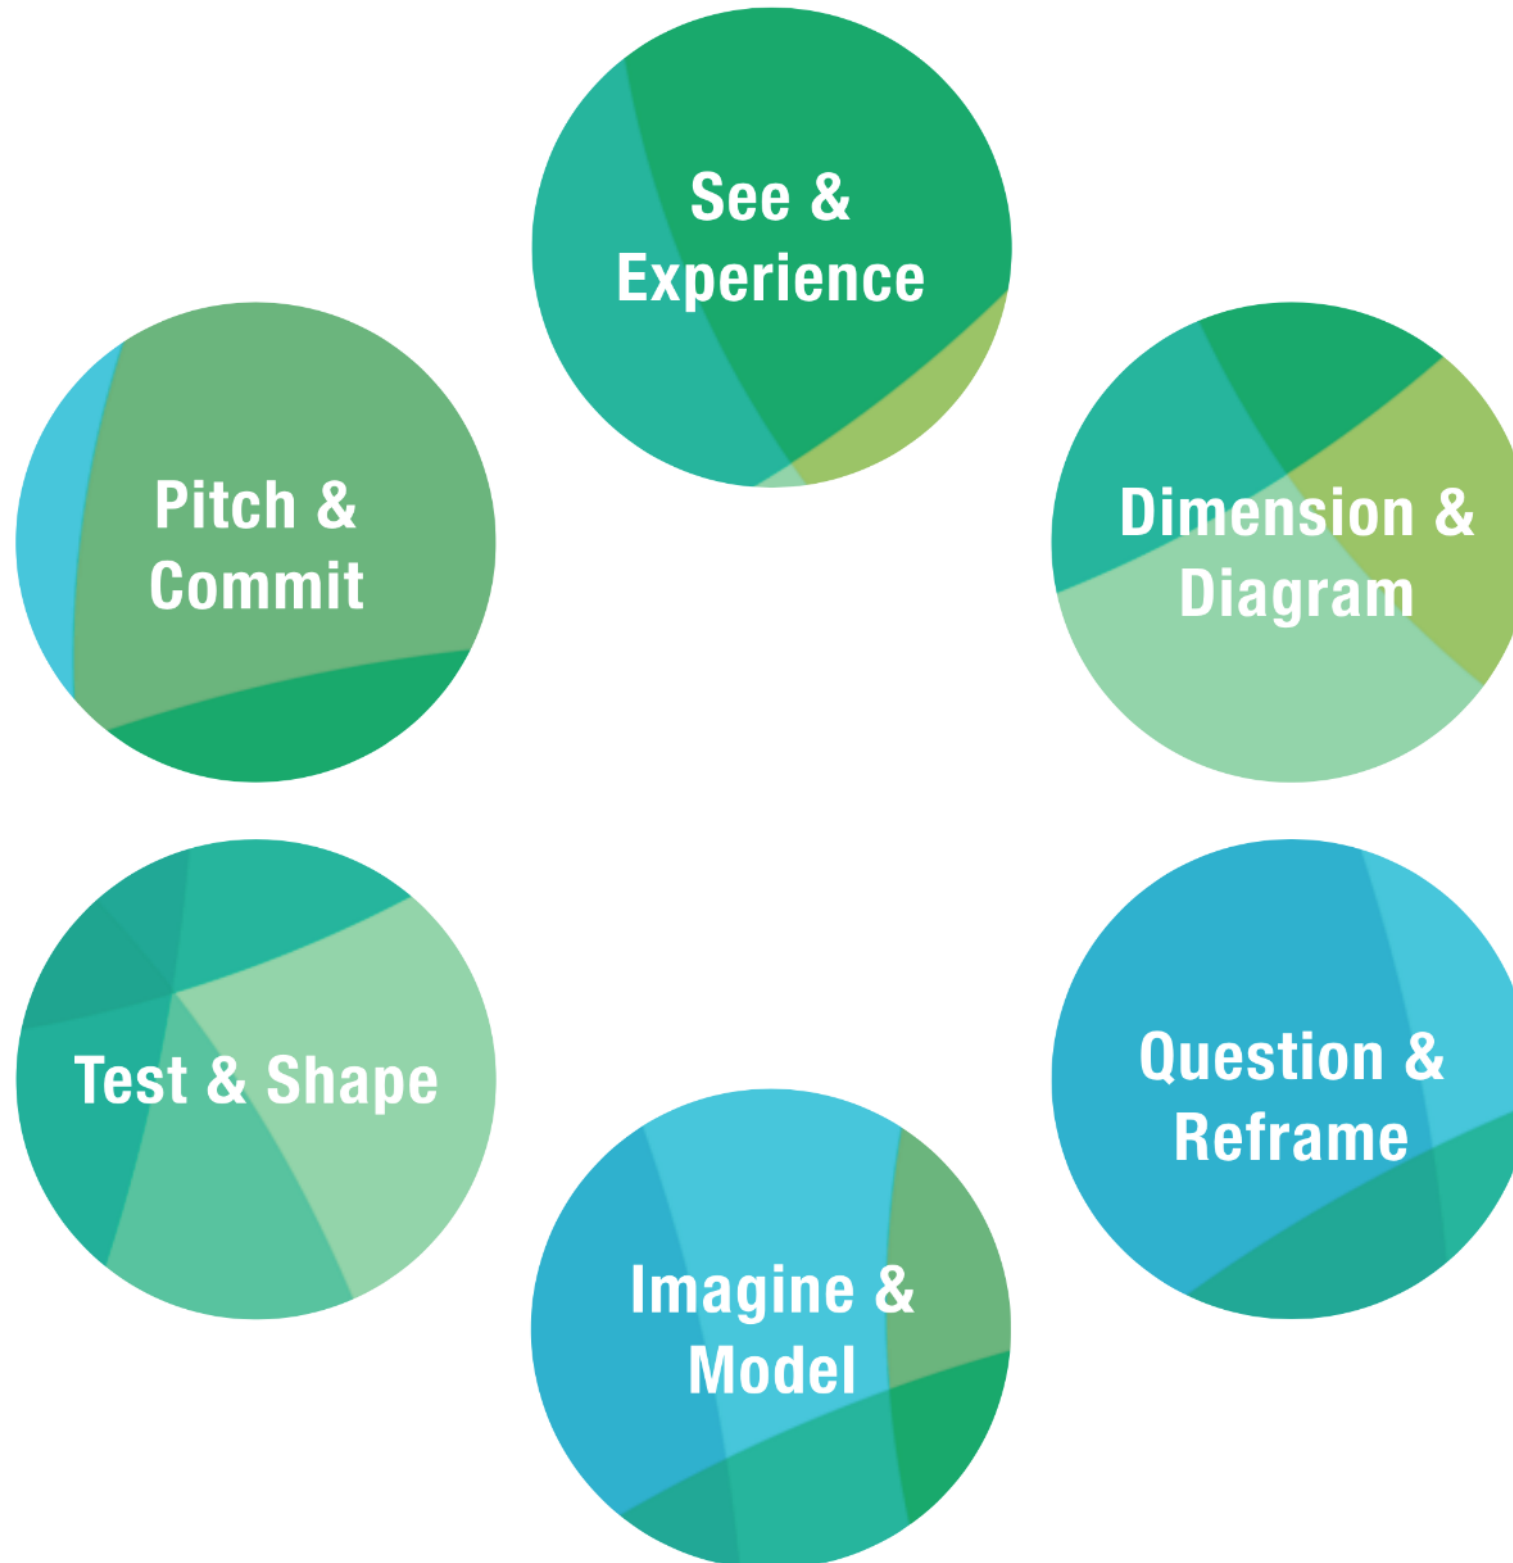 See &
Experience
Dimension &
Diagram
Question &
Reframe
Imagine &
Model
Test & Shape
Pitch &
Commit